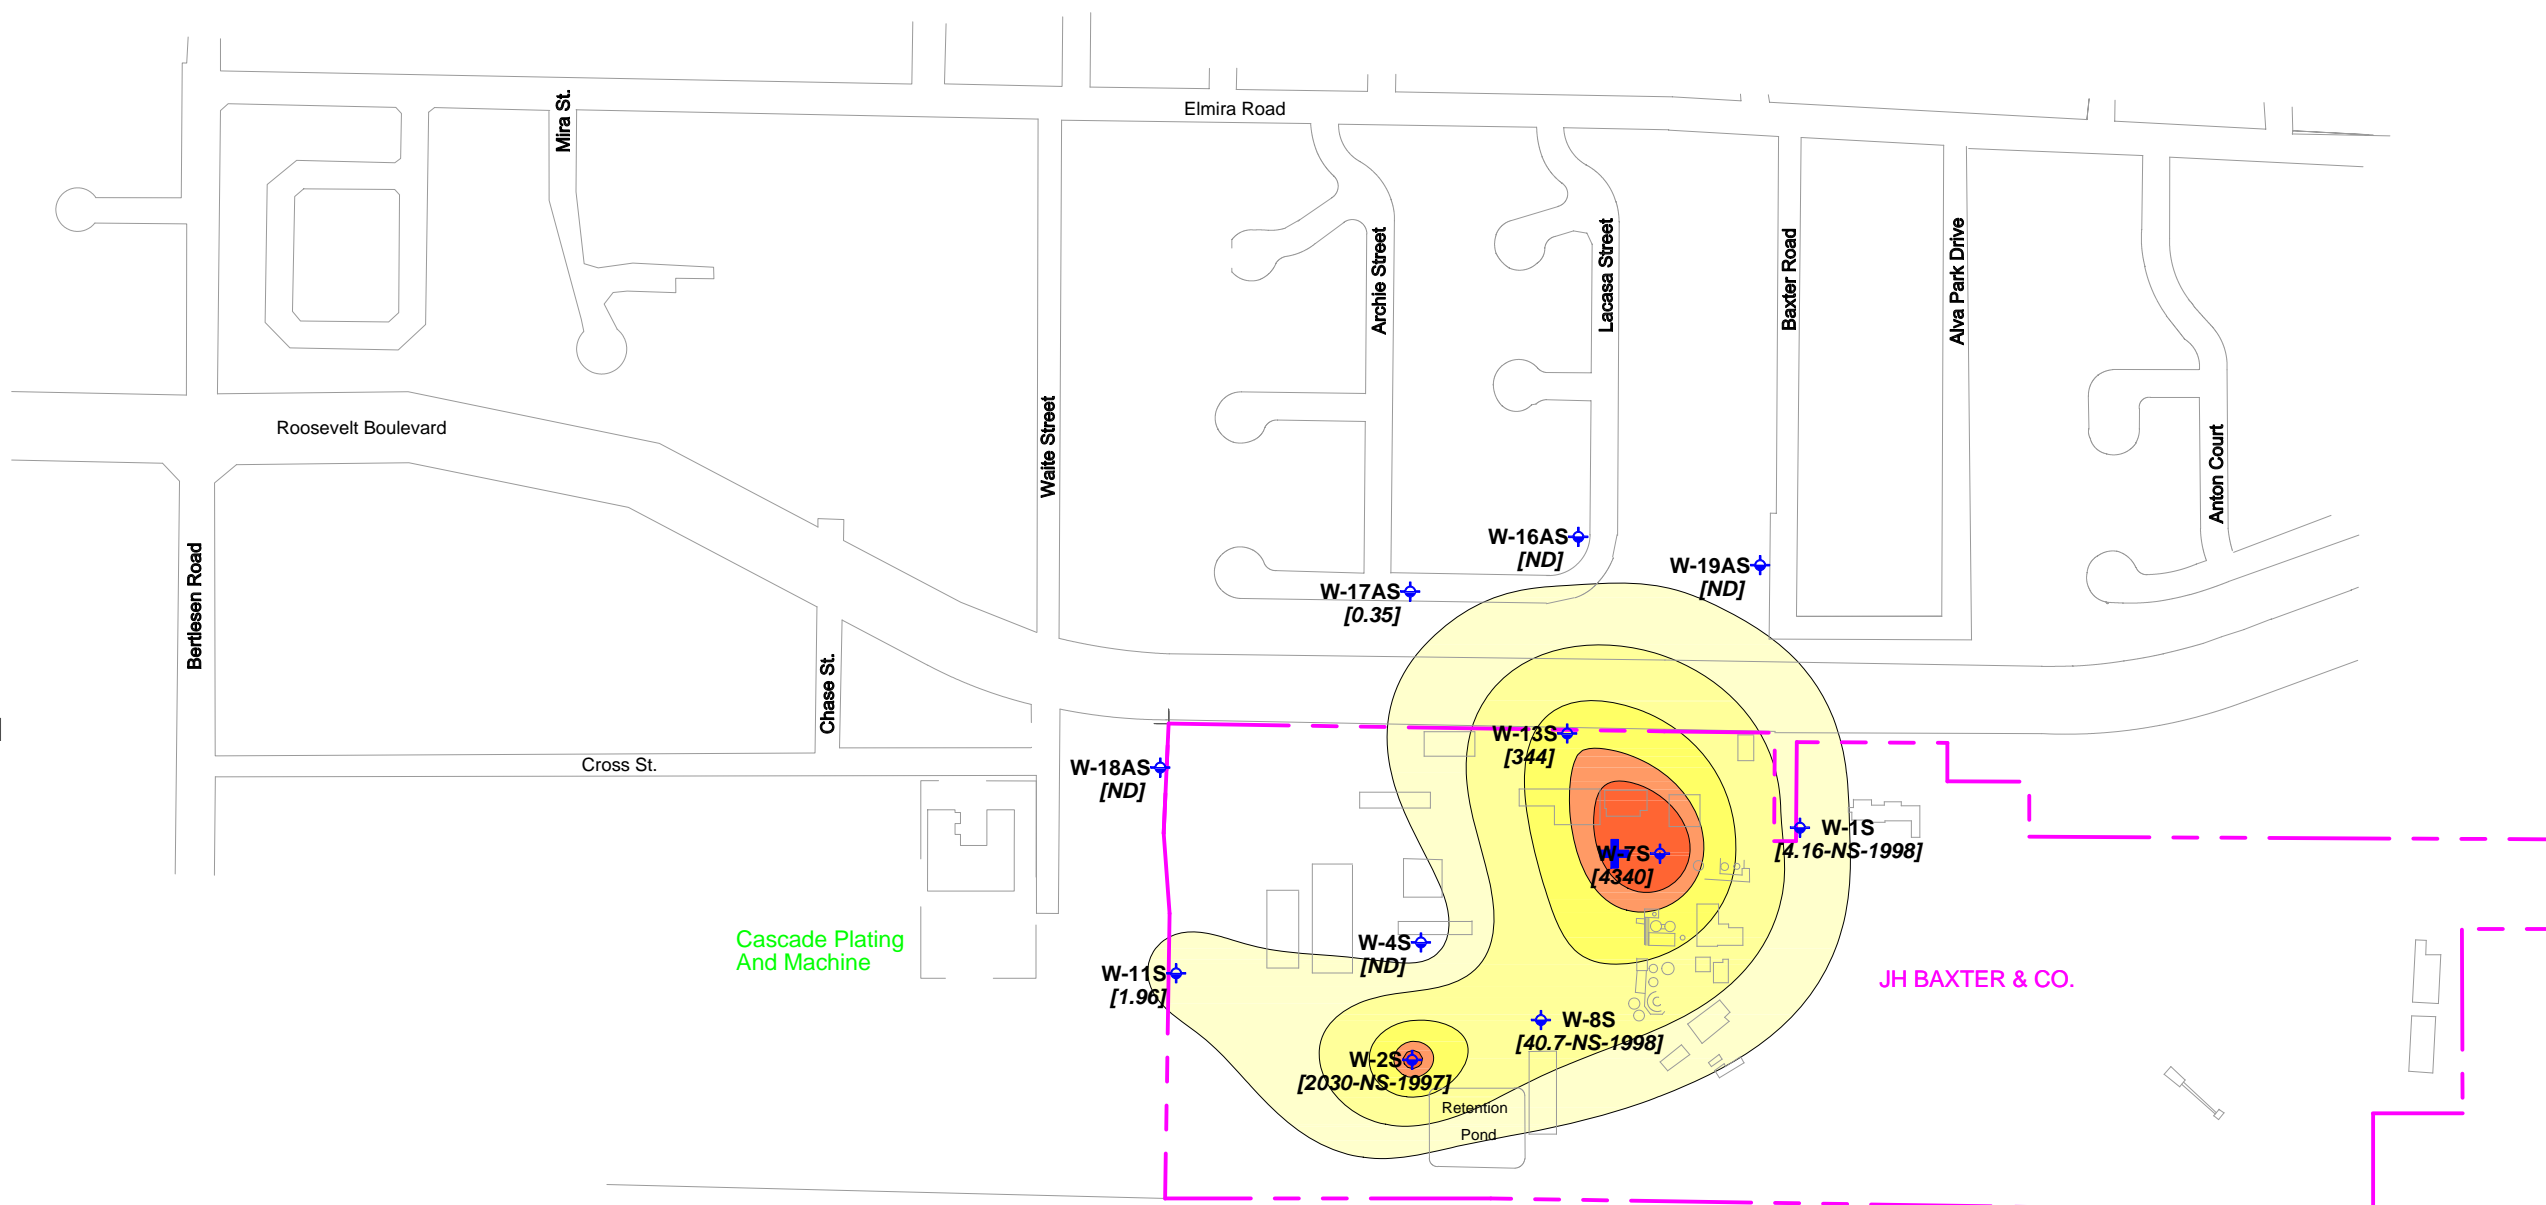 Elmira Road
Mira St.
Archie Street
Lacasa Street
Baxter Road
Alva Park Drive
Roosevelt Boulevard
Waite Street
Anton Court
W-16AS
[ND]
W-19AS
[ND]
W-17AS
[0.35]
Bertlesen Road
Chase St.
W-13S
[344]
Cross St.
W-18AS
[ND]
W-1S
[4.16-NS-1998]
W-7S
[4340]
Cascade Plating
And Machine
W-4S
[ND]
W-11S
[1.96]
JH BAXTER & CO.
W-8S
[40.7-NS-1998]
W-2S
[2030-NS-1997]
Retention
Pond